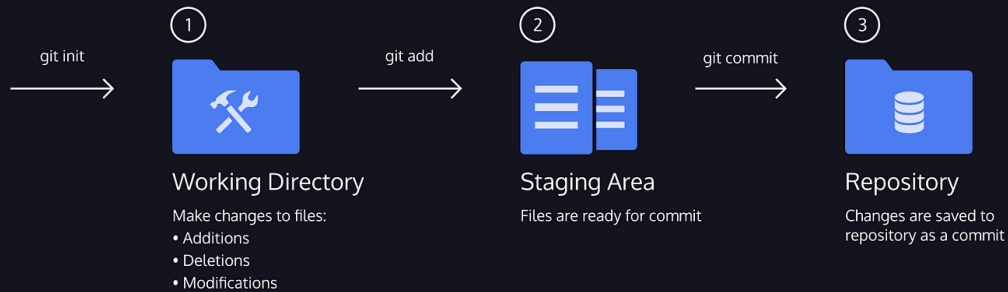 git init
1
git add
2
git commit
3
Working Directory
Make changes to files:
• Additions
• Deletions
• Modifications
Staging Area
Files are ready for commit
Repository
Changes are saved to
repository as a commit